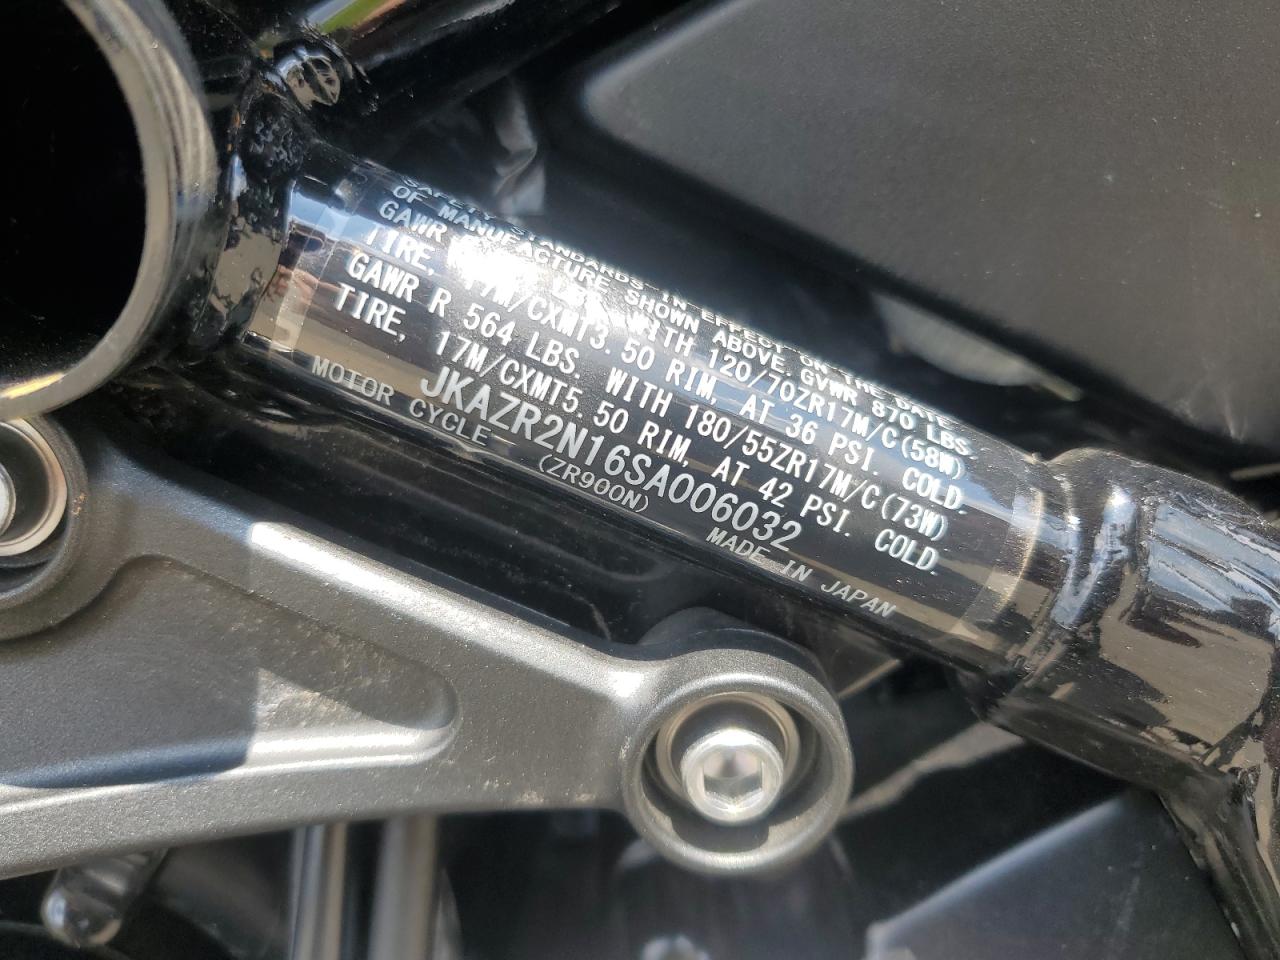 SAFETY STANDARDS IN EFFECT ON THE DATE
OF MANUFACTURE SHOWN ABOVE. GVWR 870 LBS.
GAWR LBS. WITH 120/70ZR17M/C(58W)
TIRE, 17M/CXMT3.50 RIM, AT 36 PSI. COLD.
GAWR R 564 LBS. WITH 180/55ZR17M/C(73W)
TIRE, 17M/CXMT5.50 RIM, AT 42 PSI. COLD.
JKAZR2N16SA006032
MOTOR CYCLE (ZR900N) MADE IN JAPAN